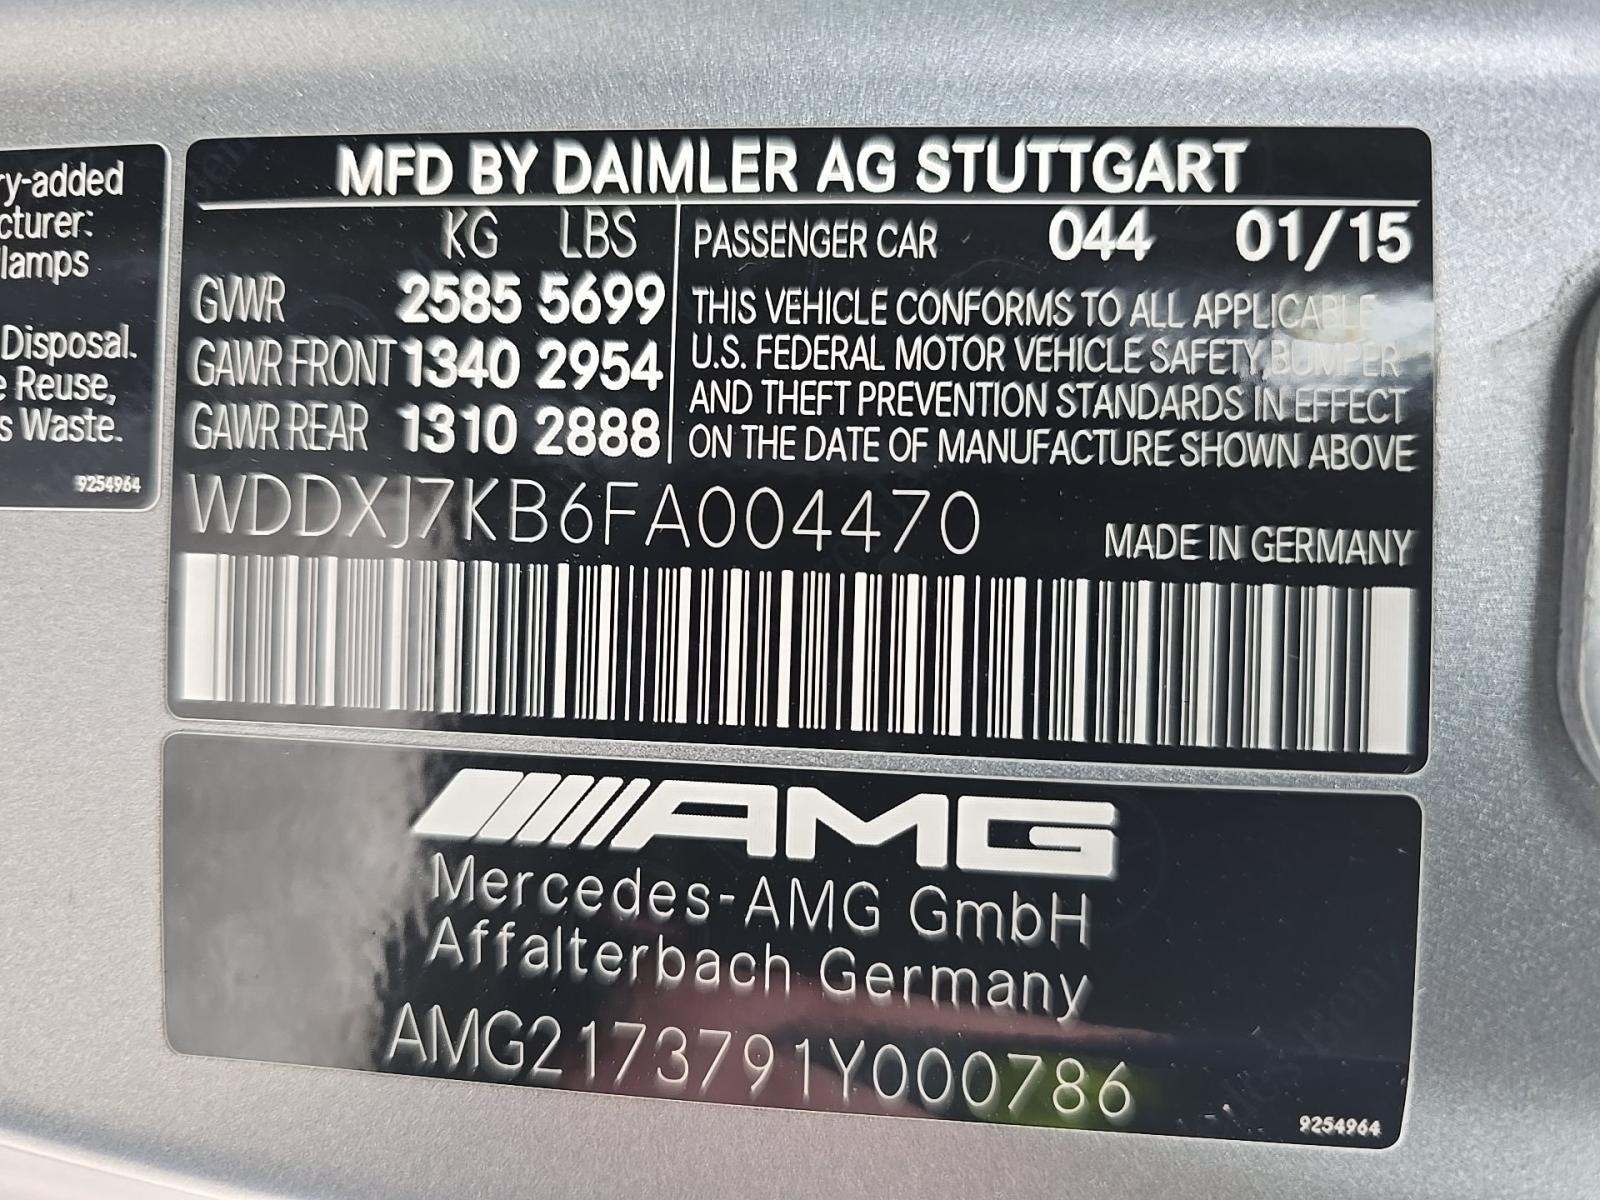 ry-added
cturer:
lamps
Disposal.
e Reuse,
s Waste.
9254964
MFD BY DAIMLER AG STUTTGART
KG LBS
GVWR 2585 5699
GAWR FRONT 1340 2954
GAWR REAR 1310 2888
PASSENGER CAR 044 01/15
THIS VEHICLE CONFORMS TO ALL APPLICABLE
U.S. FEDERAL MOTOR VEHICLE SAFETY, BUMPER
AND THEFT PREVENTION STANDARDS IN EFFECT
ON THE DATE OF MANUFACTURE SHOWN ABOVE
WDDXJ7KB6FA004470
MADE IN GERMANY
AMG
Mercedes-AMG GmbH
Affalterbach Germany
AMG2173791Y000786
9254964